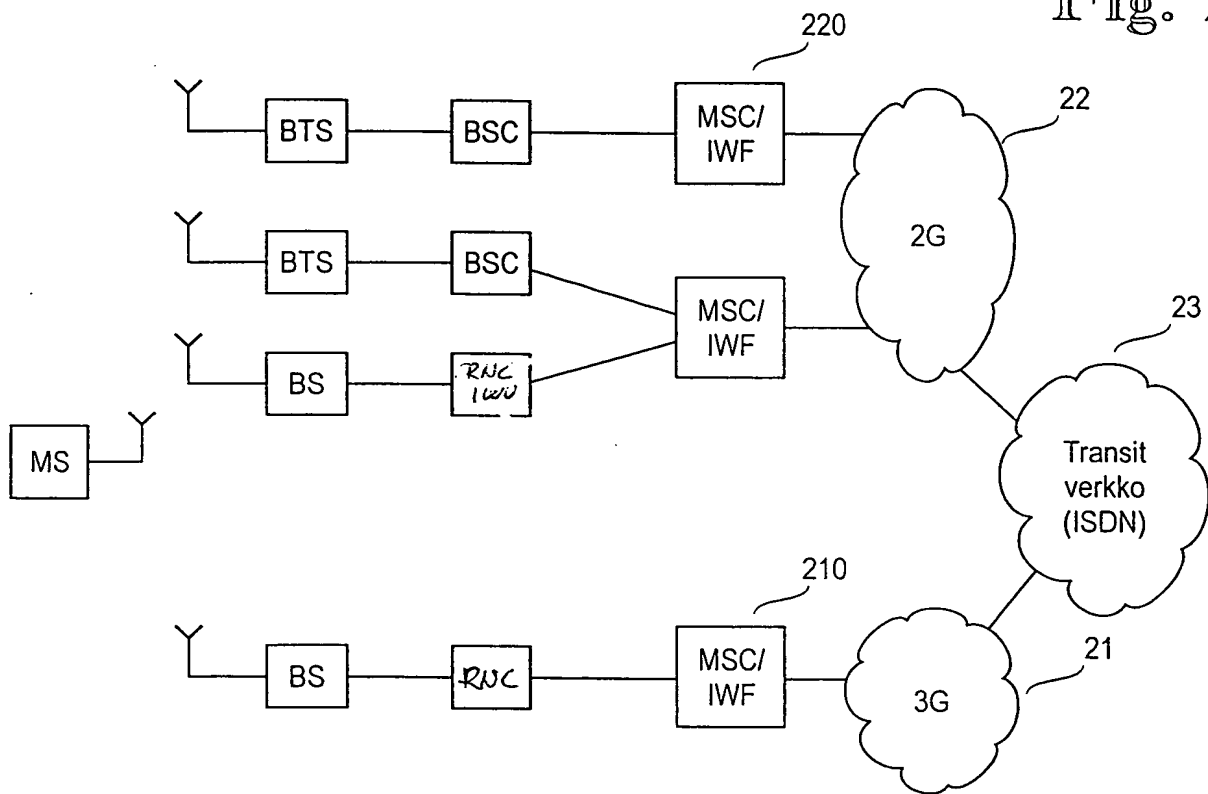 Fig.
220
BTS
BSC
MSC/
IWF
22
2G
BTS
BSC
MSC/
IWF
23
BS
RNC
IWU
MS
Transit
verkko
(ISDN)
210
BS
RNC
MSC/
IWF
21
3G